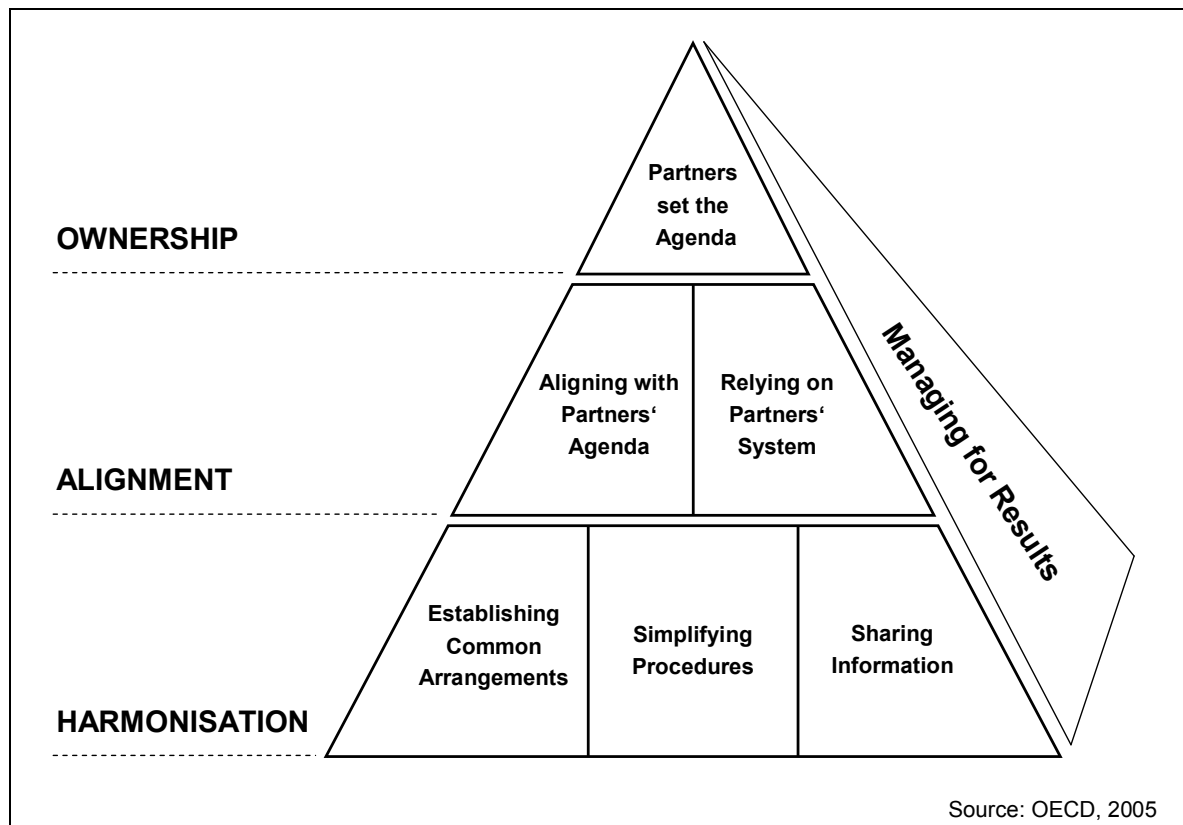 Partners
set the
Agenda
OWNERSHIP
Aligning with
Partners‘
Agenda
Relying on
Partners‘
System
Managing for Results
ALIGNMENT
Establishing
Common
Arrangements
Simplifying
Procedures
Sharing
Information
HARMONISATION
Source: OECD, 2005